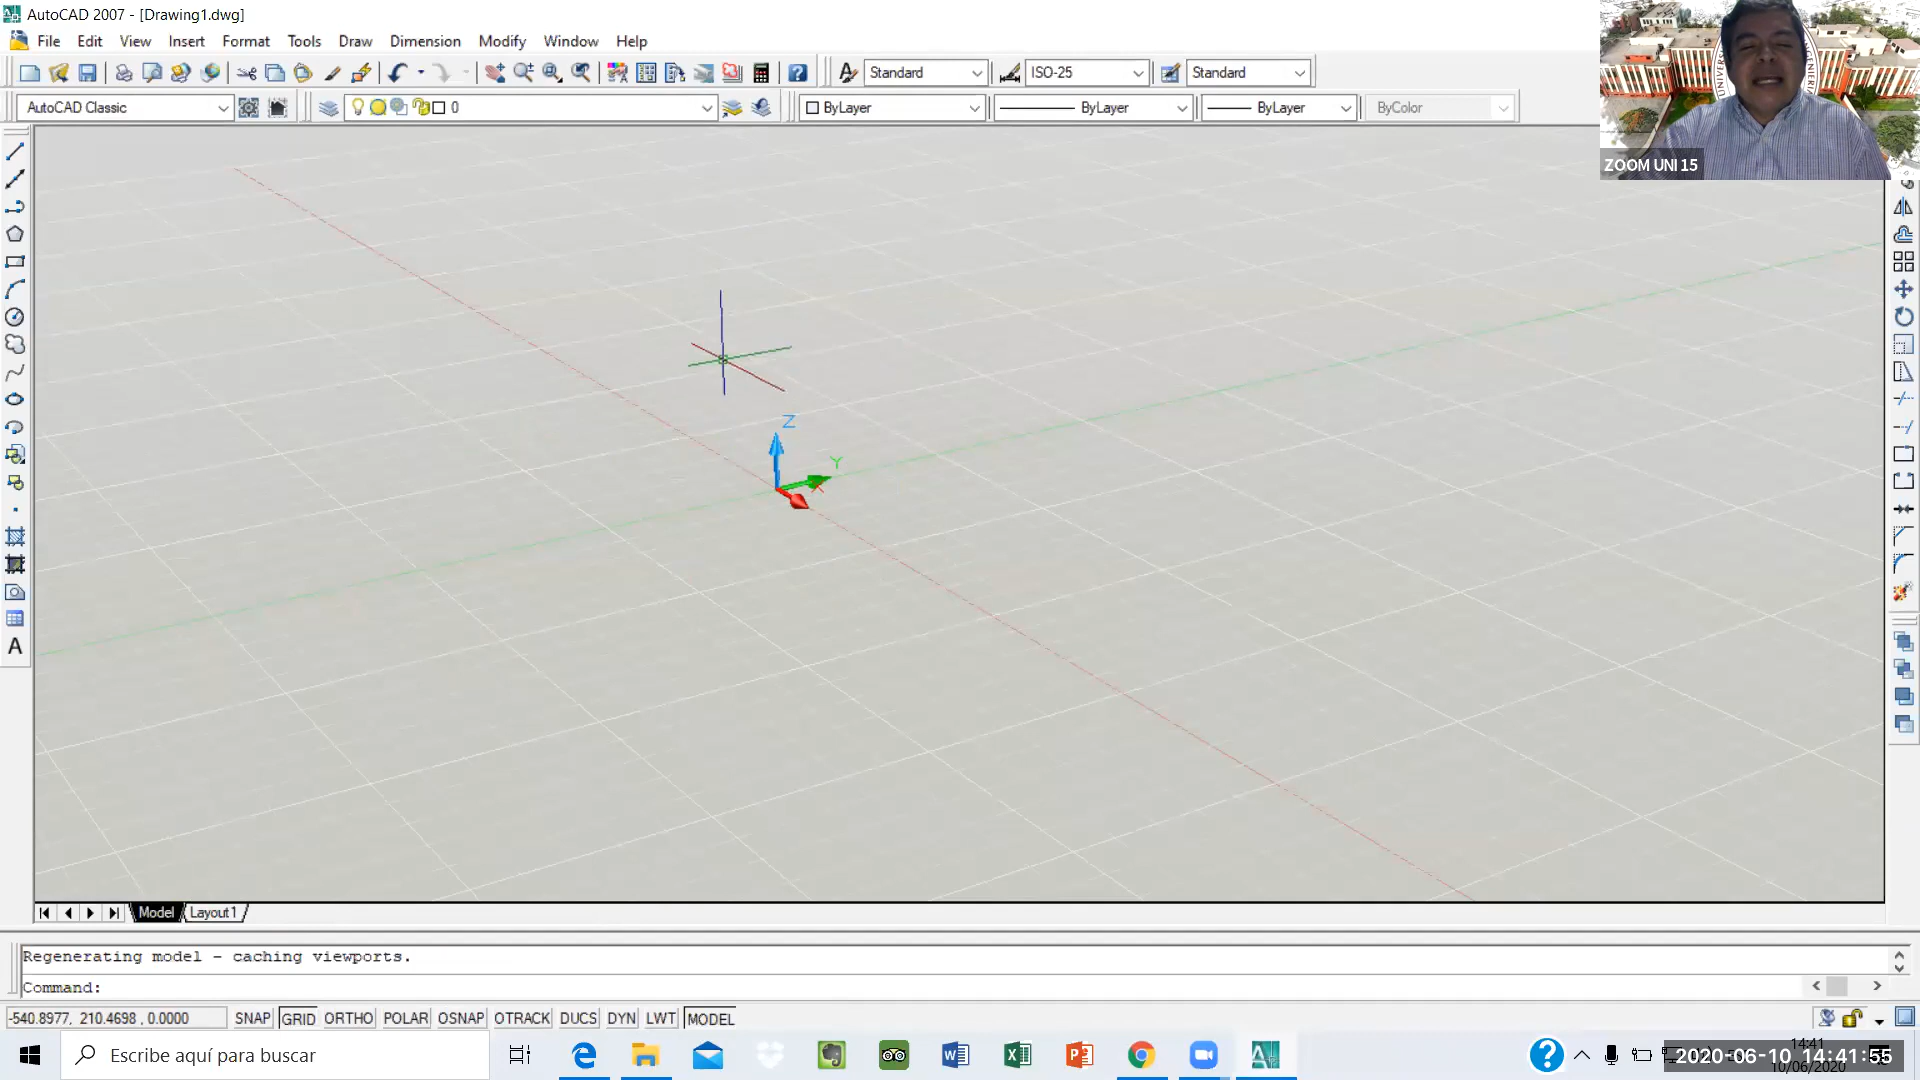 AutoCAD 2007 - [Drawing1.dwg]
File Edit View Insert Format Tools Draw Dimension Modify Window Help
Standard ISO-25 Standard
AutoCAD Classic 0 ByLayer ByLayer ByLayer ByColor
ZOOM UNI 15
Z
Y
X
A
Model Layout1
Regenerating model - caching viewports.
Command:
-540.8977, 210.4698 , 0.0000 SNAP GRID ORTHO POLAR OSNAP OTRACK DUCS DYN LWT MODEL
Escribe aquí para buscar
14:41
2020-06-10 14:41:55
10/06/2020